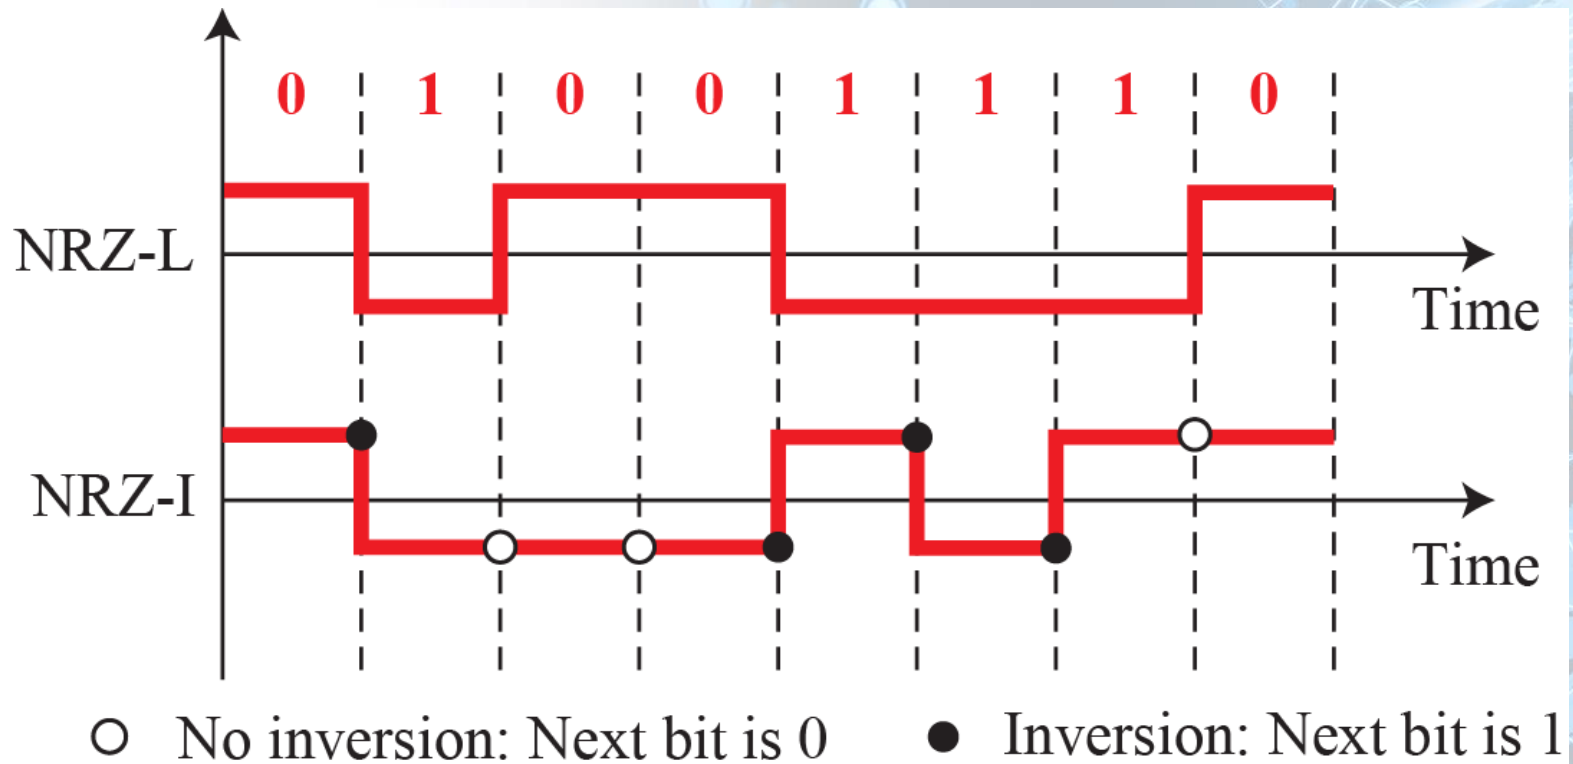 0 1 0 0 1 1 1 0
NRZ-L
Time
NRZ-I
Time
No inversion: Next bit is 0
Inversion: Next bit is 1